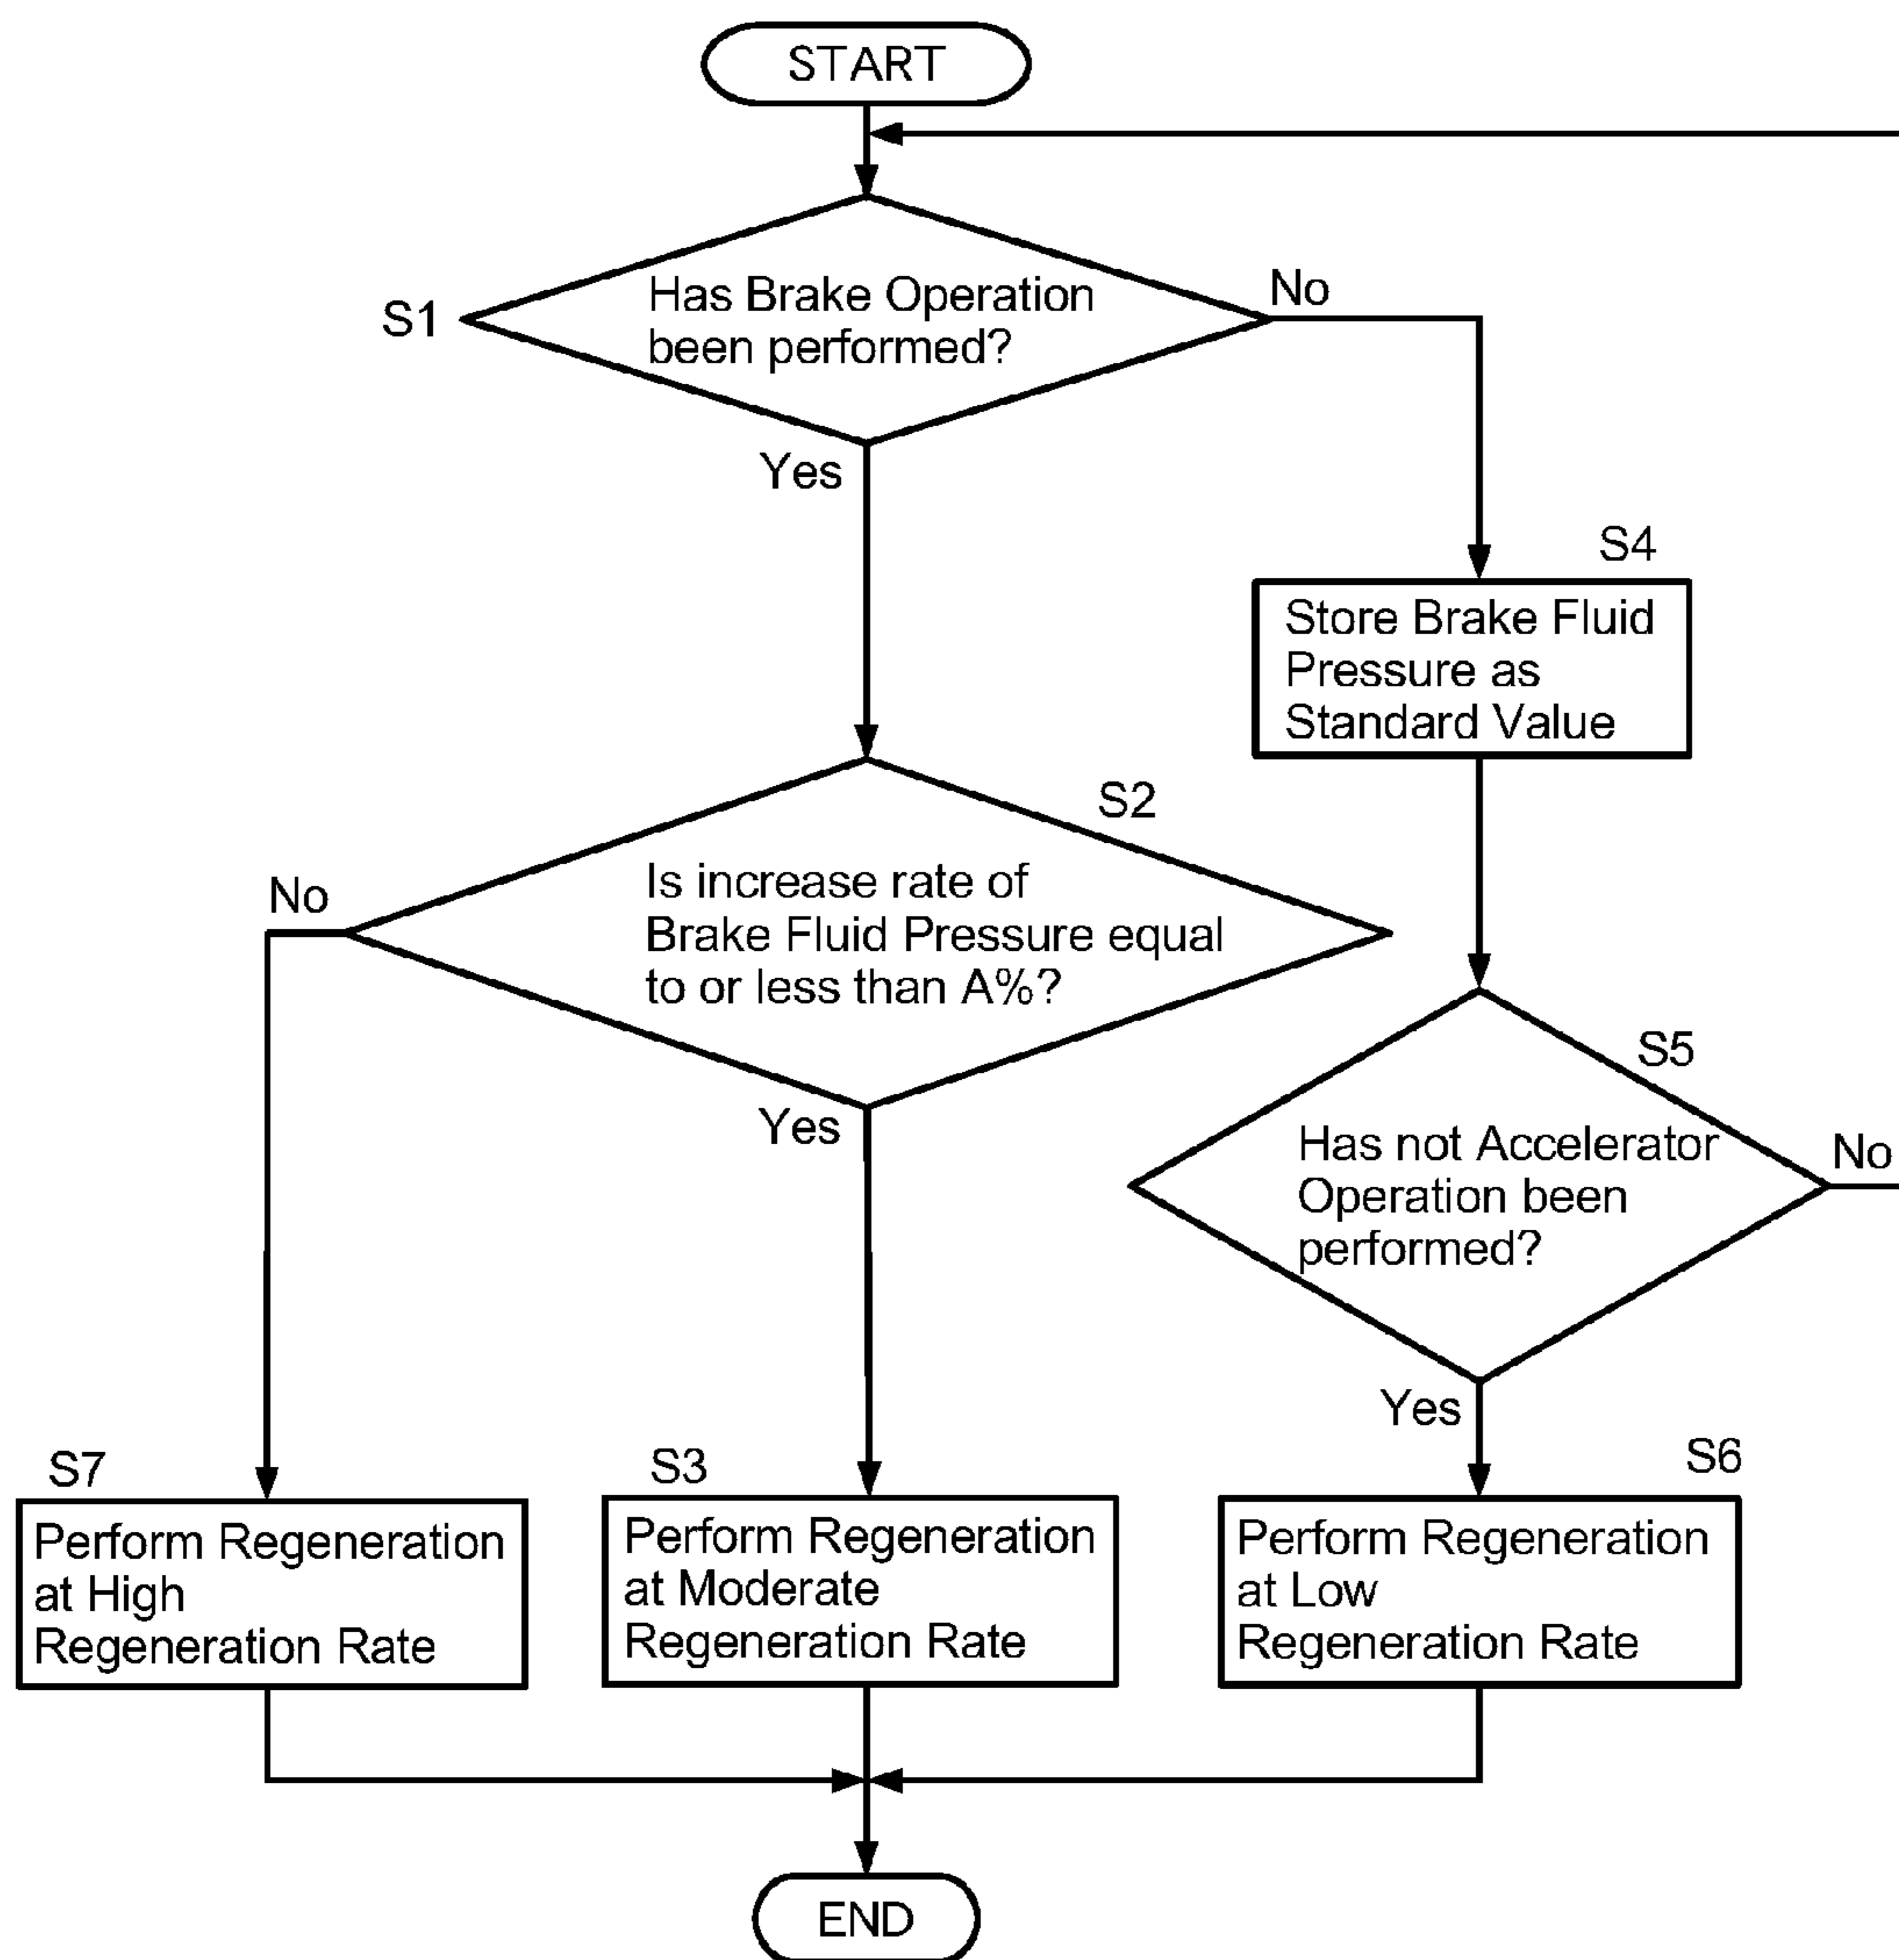 START
Has Brake Operation
been performed?
S1
No
Yes
S4
Store Brake Fluid
Pressure as
Standard Value
S2
Is increase rate of
Brake Fluid Pressure equal
to or less than A%?
No
Yes
S5
Has not Accelerator
Operation been
performed?
No
Yes
S7
Perform Regeneration
at High
Regeneration Rate
S3
Perform Regeneration
at Moderate
Regeneration Rate
S6
Perform Regeneration
at Low
Regeneration Rate
END